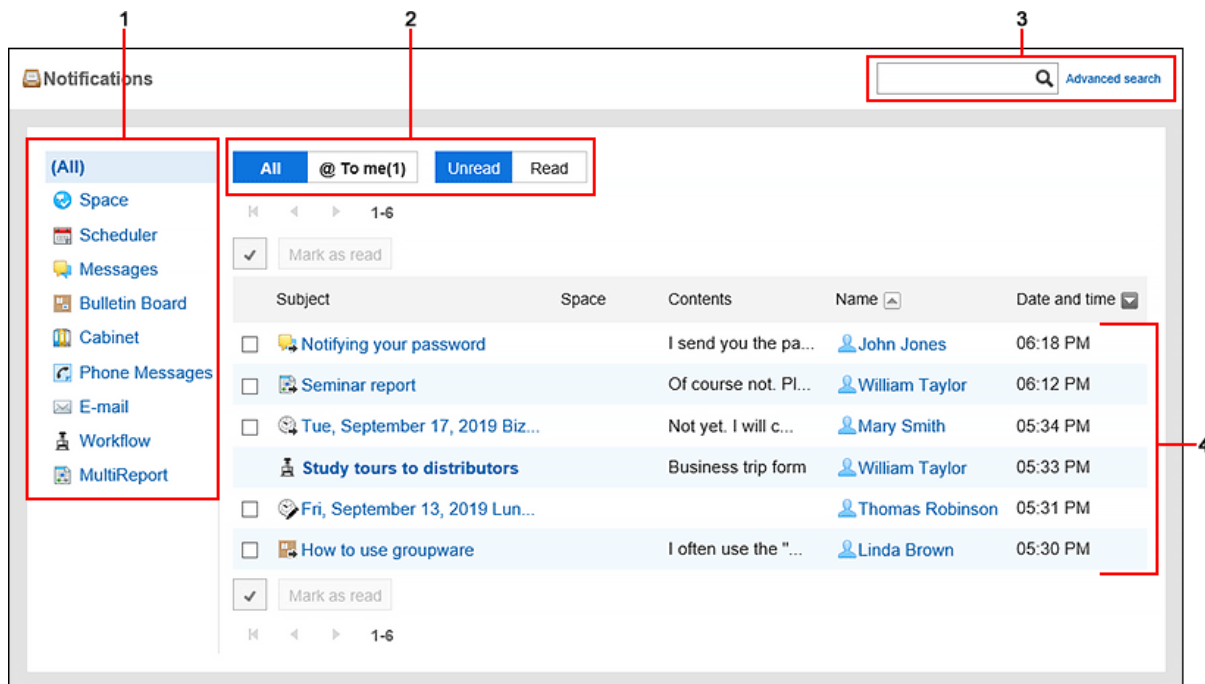 1 2 3
Notifications Advanced search
(All)
Space
Scheduler
Messages
Bulletin Board
Cabinet
Phone Messages
E-mail
Workflow
MultiReport
All @ To me(1) Unread Read
1-6
Mark as read
Subject Space Contents Name Date and time
Notifying your password I send you the pa... John Jones 06:18 PM
Seminar report Of course not. Pl... William Taylor 06:12 PM
Tue, September 17, 2019 Biz... Not yet. I will c... Mary Smith 05:34 PM
Study tours to distributors Business trip form William Taylor 05:33 PM
Fri, September 13, 2019 Lun... Thomas Robinson 05:31 PM
How to use groupware I often use the "... Linda Brown 05:30 PM
4
Mark as read
1-6